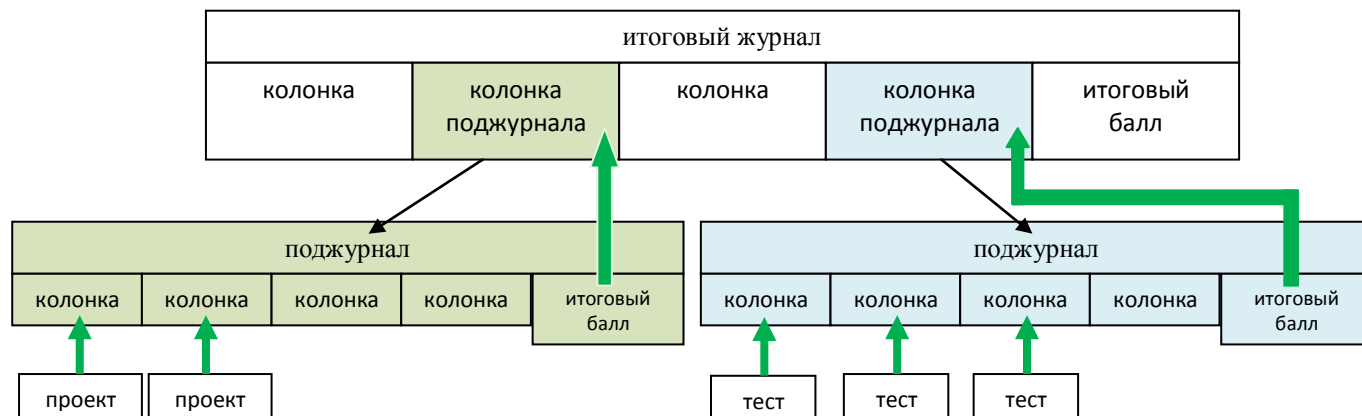 итоговый журнал
колонка
колонка
поджурнала
колонка
колонка
поджурнала
итоговый
балл
поджурнал
колонка
колонка
колонка
колонка
итоговый
балл
поджурнал
колонка
колонка
колонка
колонка
итоговый
балл
проект
проект
тест
тест
тест